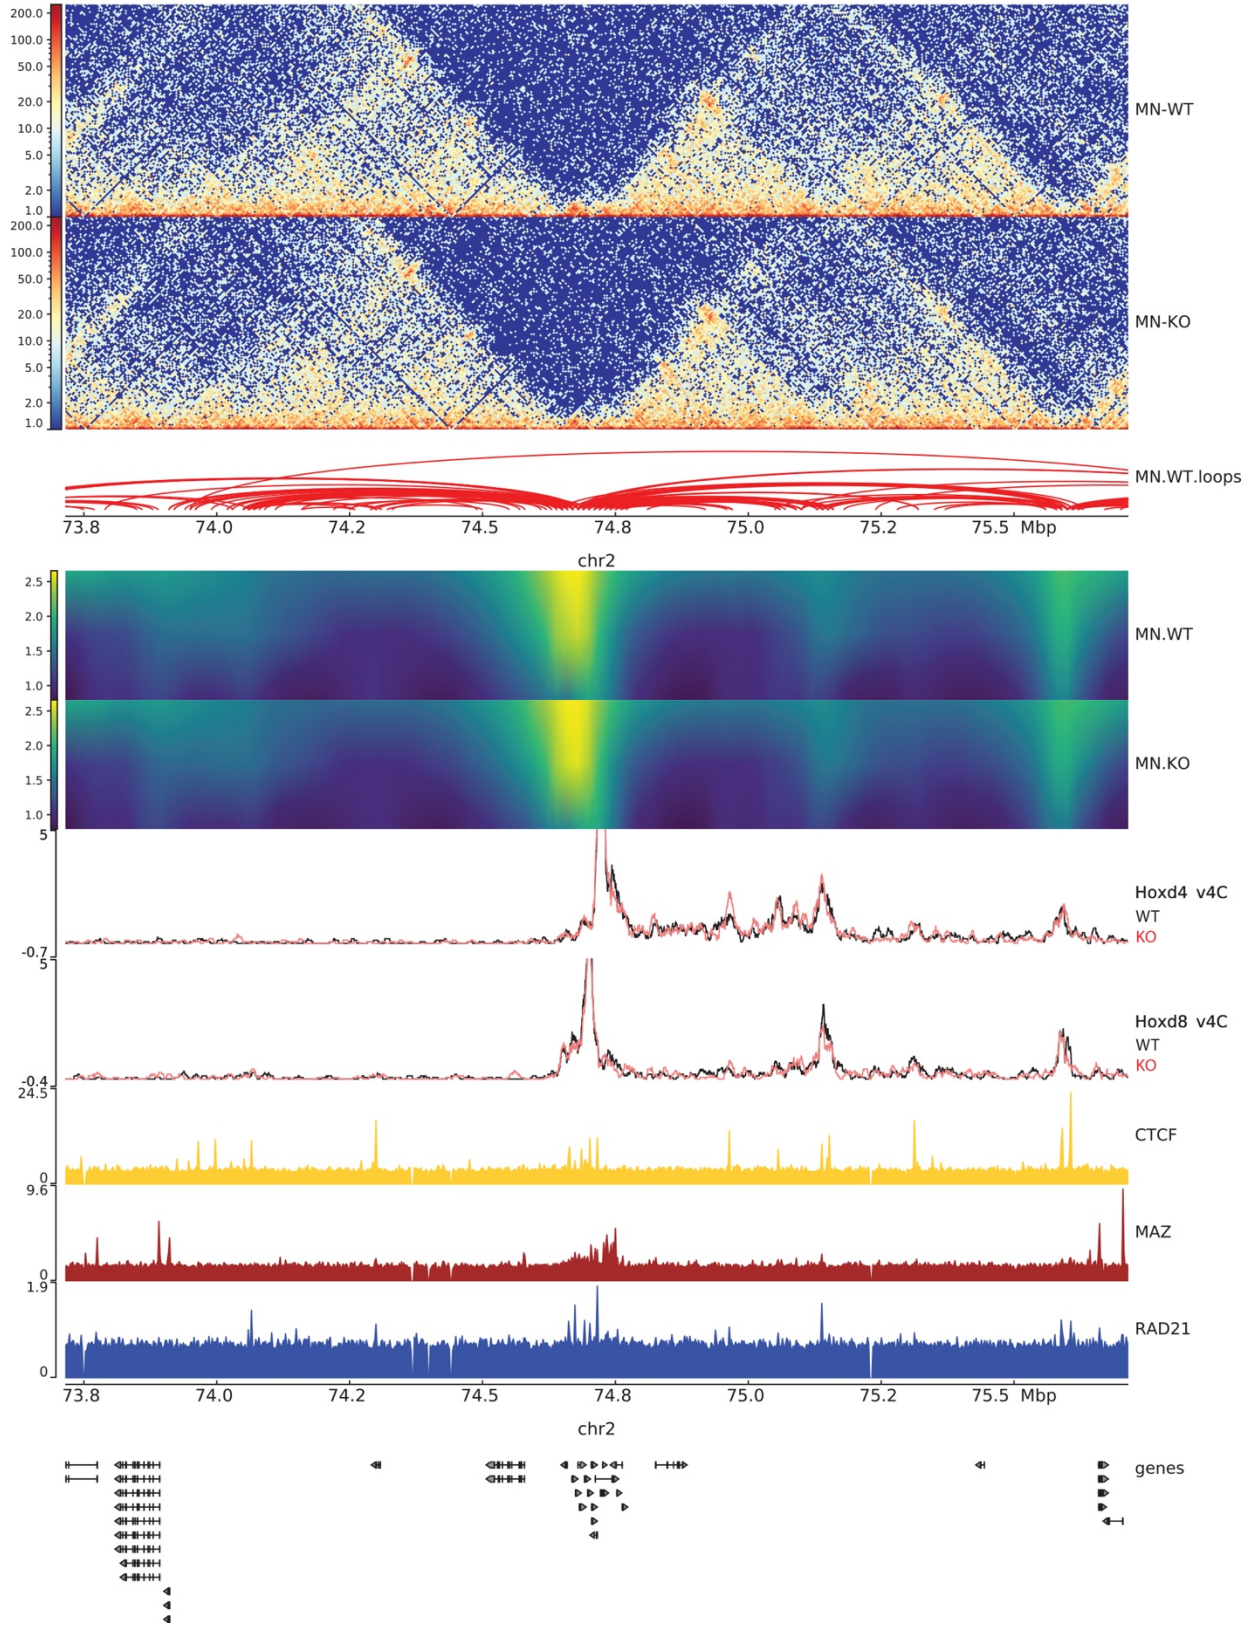 200.0
100.0
50.0
20.0
10.0
5.0
2.0
1.0
MN-WT
200.0
100.0
50.0
20.0
10.0
5.0
2.0
1.0
MN-KO
MN.WT.loops
73.8 74.0 74.2 74.5 74.8 75.0 75.2 75.5 Mbp
chr2
2.5
2.0
1.5
1.0
MN.WT
2.5
2.0
1.5
1.0
MN.KO
5
-0.7
Hoxd4 v4C
WT
KO
5
-0.4
Hoxd8 v4C
WT
KO
24.5
0
CTCF
9.6
0
MAZ
1.9
0
RAD21
73.8 74.0 74.2 74.5 74.8 75.0 75.2 75.5 Mbp
chr2
genes